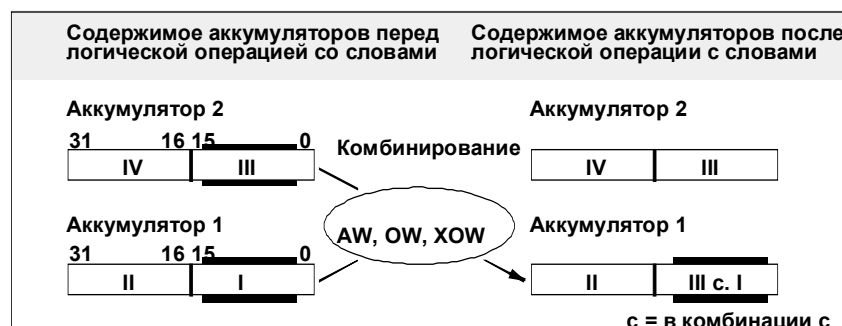 Содержимое аккумуляторов перед
логической операцией со словами
Содержимое аккумуляторов после
логической операции с словами
Аккумулятор 2
31 16 15 0
IV III
Аккумулятор 1
31 16 15 0
II I
Комбинирование
AW, OW, XOW
Аккумулятор 2
IV III
Аккумулятор 1
II III с. I
с = в комбинации с